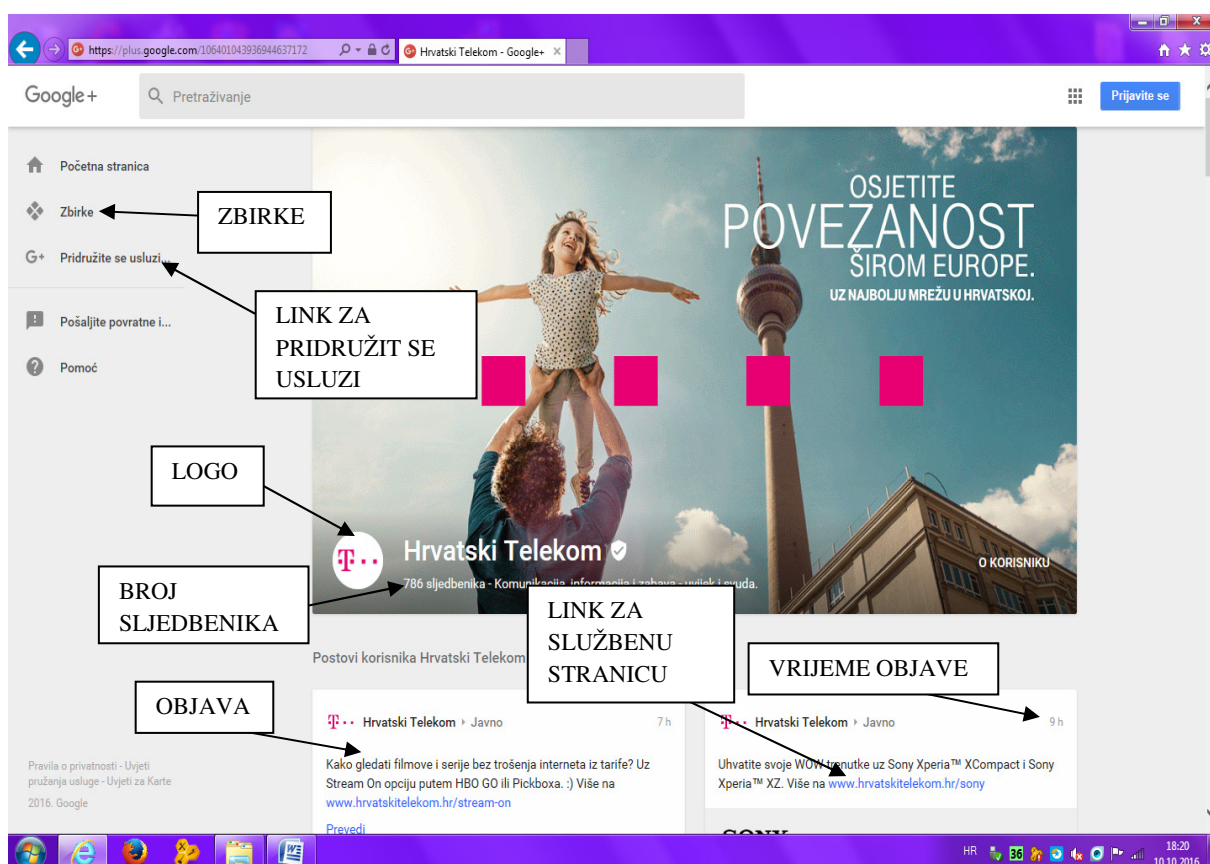 https://plus.google.com/106401043936944637172
Hrvatski Telekom - Google+
Google+
Pretraživanje
Prijavite se
Početna stranica
Zbirke
ZBIRKE
Pridružite se usluzi...
LINK ZA
PRIDRUŽIT SE
USLUZI
Pošaljite povratne i...
Pomoć
OSJETITE
POVEZANOST
ŠIROM EUROPE.
UZ NAJBOLJU MREŽU U HRVATSKOJ.
LOGO
Hrvatski Telekom
O KORISNIKU
786 sljedbenika - Komunikacija, informacija i zabava - uvijek i svuda.
BROJ
SLJEDBENIKA
LINK ZA
SLUŽBENU
STRANICU
Postovi korisnika Hrvatski Telekom
VRIJEME OBJAVE
OBJAVA
T Hrvatski Telekom Javno 7 h
Kako gledati filmove i serije bez trošenja interneta iz tarife? Uz
Stream On opciju putem HBO GO ili Pickboxa. :) Više na
www.hrvatskitelekom.hr/stream-on
Prevedi
T Hrvatski Telekom Javno 9 h
Uhvatite svoje WOW trenutke uz Sony Xperia™ XCompact i Sony
Xperia™ XZ. Više na www.hrvatskitelekom.hr/sony
SONY
Pravila o privatnosti - Uvjeti
pružanja usluge - Uvjeti za Karte
2016. Google
HR
36
18:20
10.10.2016